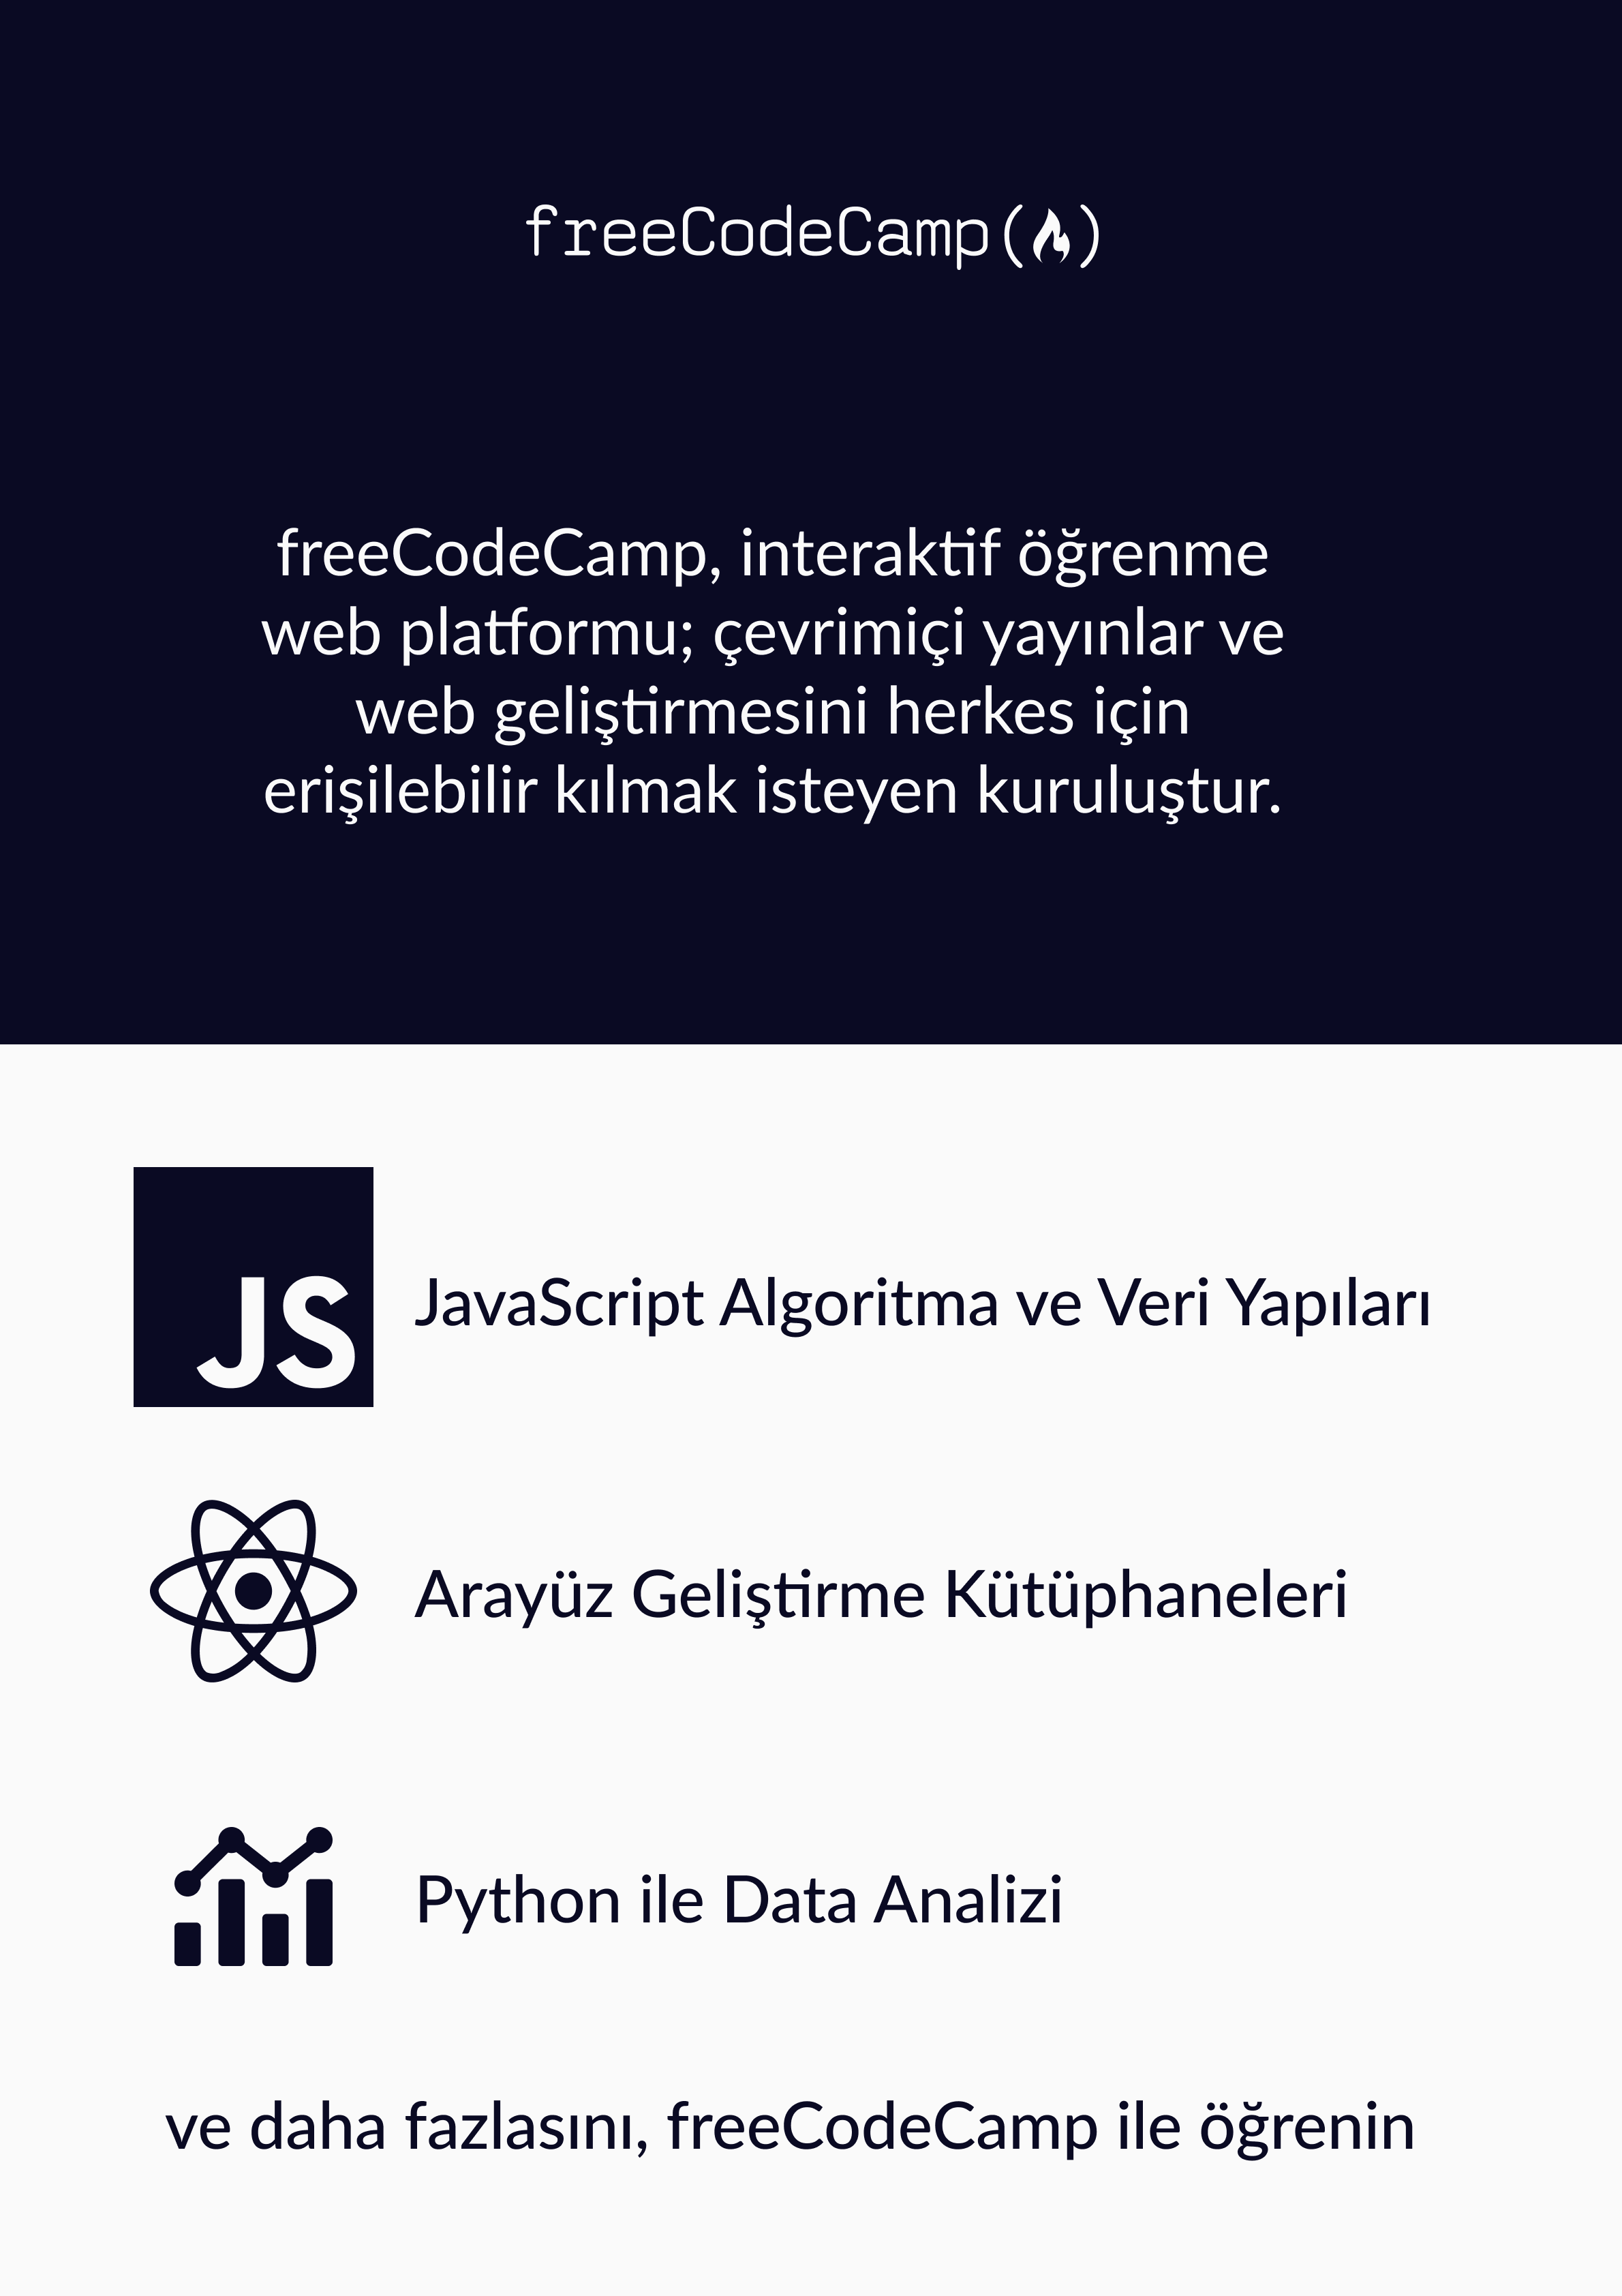 freeCodeCamp(🔥)
freeCodeCamp, interaktif öğrenme
web platformu; çevrimiçi yayınlar ve
web geliştirmesini herkes için
erişilebilir kılmak isteyen kuruluştur.
JS
JavaScript Algoritma ve Veri Yapıları
Arayüz Geliştirme Kütüphaneleri
Python ile Data Analizi
ve daha fazlasını, freeCodeCamp ile öğrenin